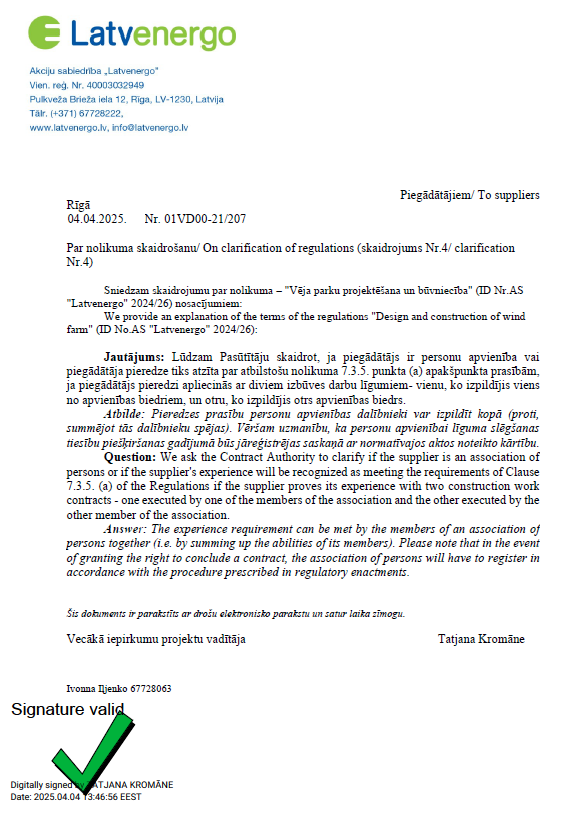 Latvenergo
Akciju sabiedrība „Latvenergo"
Vien. reģ. Nr. 40003032949
Pulkveža Brieža iela 12, Rīga, LV-1230, Latvija
Tālr. (+371) 67728222,
www.latvenergo.lv, info@latvenergo.lv
Piegādātājiem/ To suppliers
Rīgā
04.04.2025. Nr. 01VD00-21/207
Par nolikuma skaidrošanu/ On clarification of regulations (skaidrojums Nr.4/ clarification
Nr.4)
Sniedzam skaidrojumu par nolikuma – "Vēja parku projektēšana un būvniecība" (ID Nr.AS
"Latvenergo" 2024/26) nosacījumiem:
We provide an explanation of the terms of the regulations "Design and construction of wind
farm" (ID No.AS "Latvenergo" 2024/26):
Jautājums: Lūdzam Pasūtītāju skaidrot, ja piegādātājs ir personu apvienība vai
piegādātāja pieredze tiks atzīta par atbilstošu nolikuma 7.3.5. punkta (a) apakšpunkta prasībām,
ja piegādātājs pieredzi apliecinās ar diviem izbūves darbu līgumiem- vienu, ko izpildījis viens
no apvienības biedriem, un otru, ko izpildījis otrs apvienības biedrs.
Atbilde: Pieredzes prasību personu apvienības dalībnieki var izpildīt kopā (proti,
summējot tās dalībnieku spējas). Vēršam uzmanību, ka personu apvienībai līguma slēgšanas
tiesību piešķiršanas gadījumā būs jāreģistrējas saskaņā ar normatīvajos aktos noteikto kārtību.
Question: We ask the Contract Authority to clarify if the supplier is an association of
persons or if the supplier's experience will be recognized as meeting the requirements of Clause
7.3.5. (a) of the Regulations if the supplier proves its experience with two construction work
contracts - one executed by one of the members of the association and the other executed by the
other member of the association.
Answer: The experience requirement can be met by the members of an association of
persons together (i.e. by summing up the abilities of its members). Please note that in the event
of granting the right to conclude a contract, the association of persons will have to register in
accordance with the procedure prescribed in regulatory enactments.
Šis dokuments ir parakstīts ar drošu elektronisko parakstu un satur laika zīmogu.
Vecākā iepirkumu projektu vadītāja Tatjana Kromāne
Ivonna Iļjenko 67728063
Signature valid
Digitally signed by TATJANA KROMĀNE
Date: 2025.04.04 13:46:56 EEST